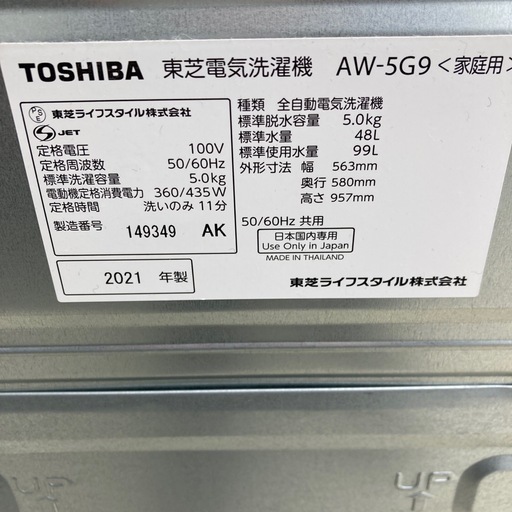 TOSHIBA 東芝電気洗濯機 AW-5G9 <家庭用>
PSE 東芝ライフスタイル株式会社
S JET
定格電圧 100V
定格周波数 50/60Hz
標準洗濯容量 5.0kg
電動機定格消費電力 360/435W
定格時間 洗いのみ 11分
製造番号 149349 AK
2021 年製
種類 全自動電気洗濯機
標準脱水容量 5.0kg
標準水量 48L
標準使用水量 99L
外形寸法 幅 563mm
奥行 580mm
高さ 957mm
50/60Hz 共用
日本国内専用
Use Only in Japan
MADE IN THAILAND
東芝ライフスタイル株式会社
UP
UP